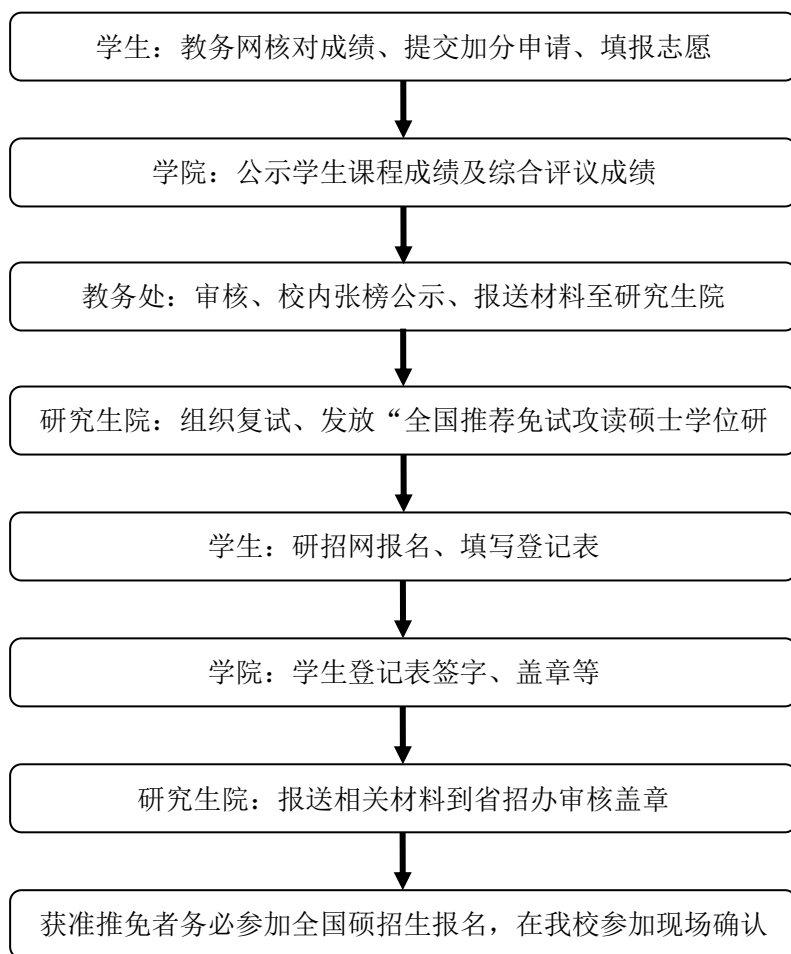 学生：教务网核对成绩、提交加分申请、填报志愿
学院：公示学生课程成绩及综合评议成绩
教务处：审核、校内张榜公示、报送材料至研究生院
研究生院：组织复试、发放“全国推荐免试攻读硕士学位研
学生：研招网报名、填写登记表
学院：学生登记表签字、盖章等
研究生院：报送相关材料到省招办审核盖章
获准推免者务必参加全国硕招生报名，在我校参加现场确认